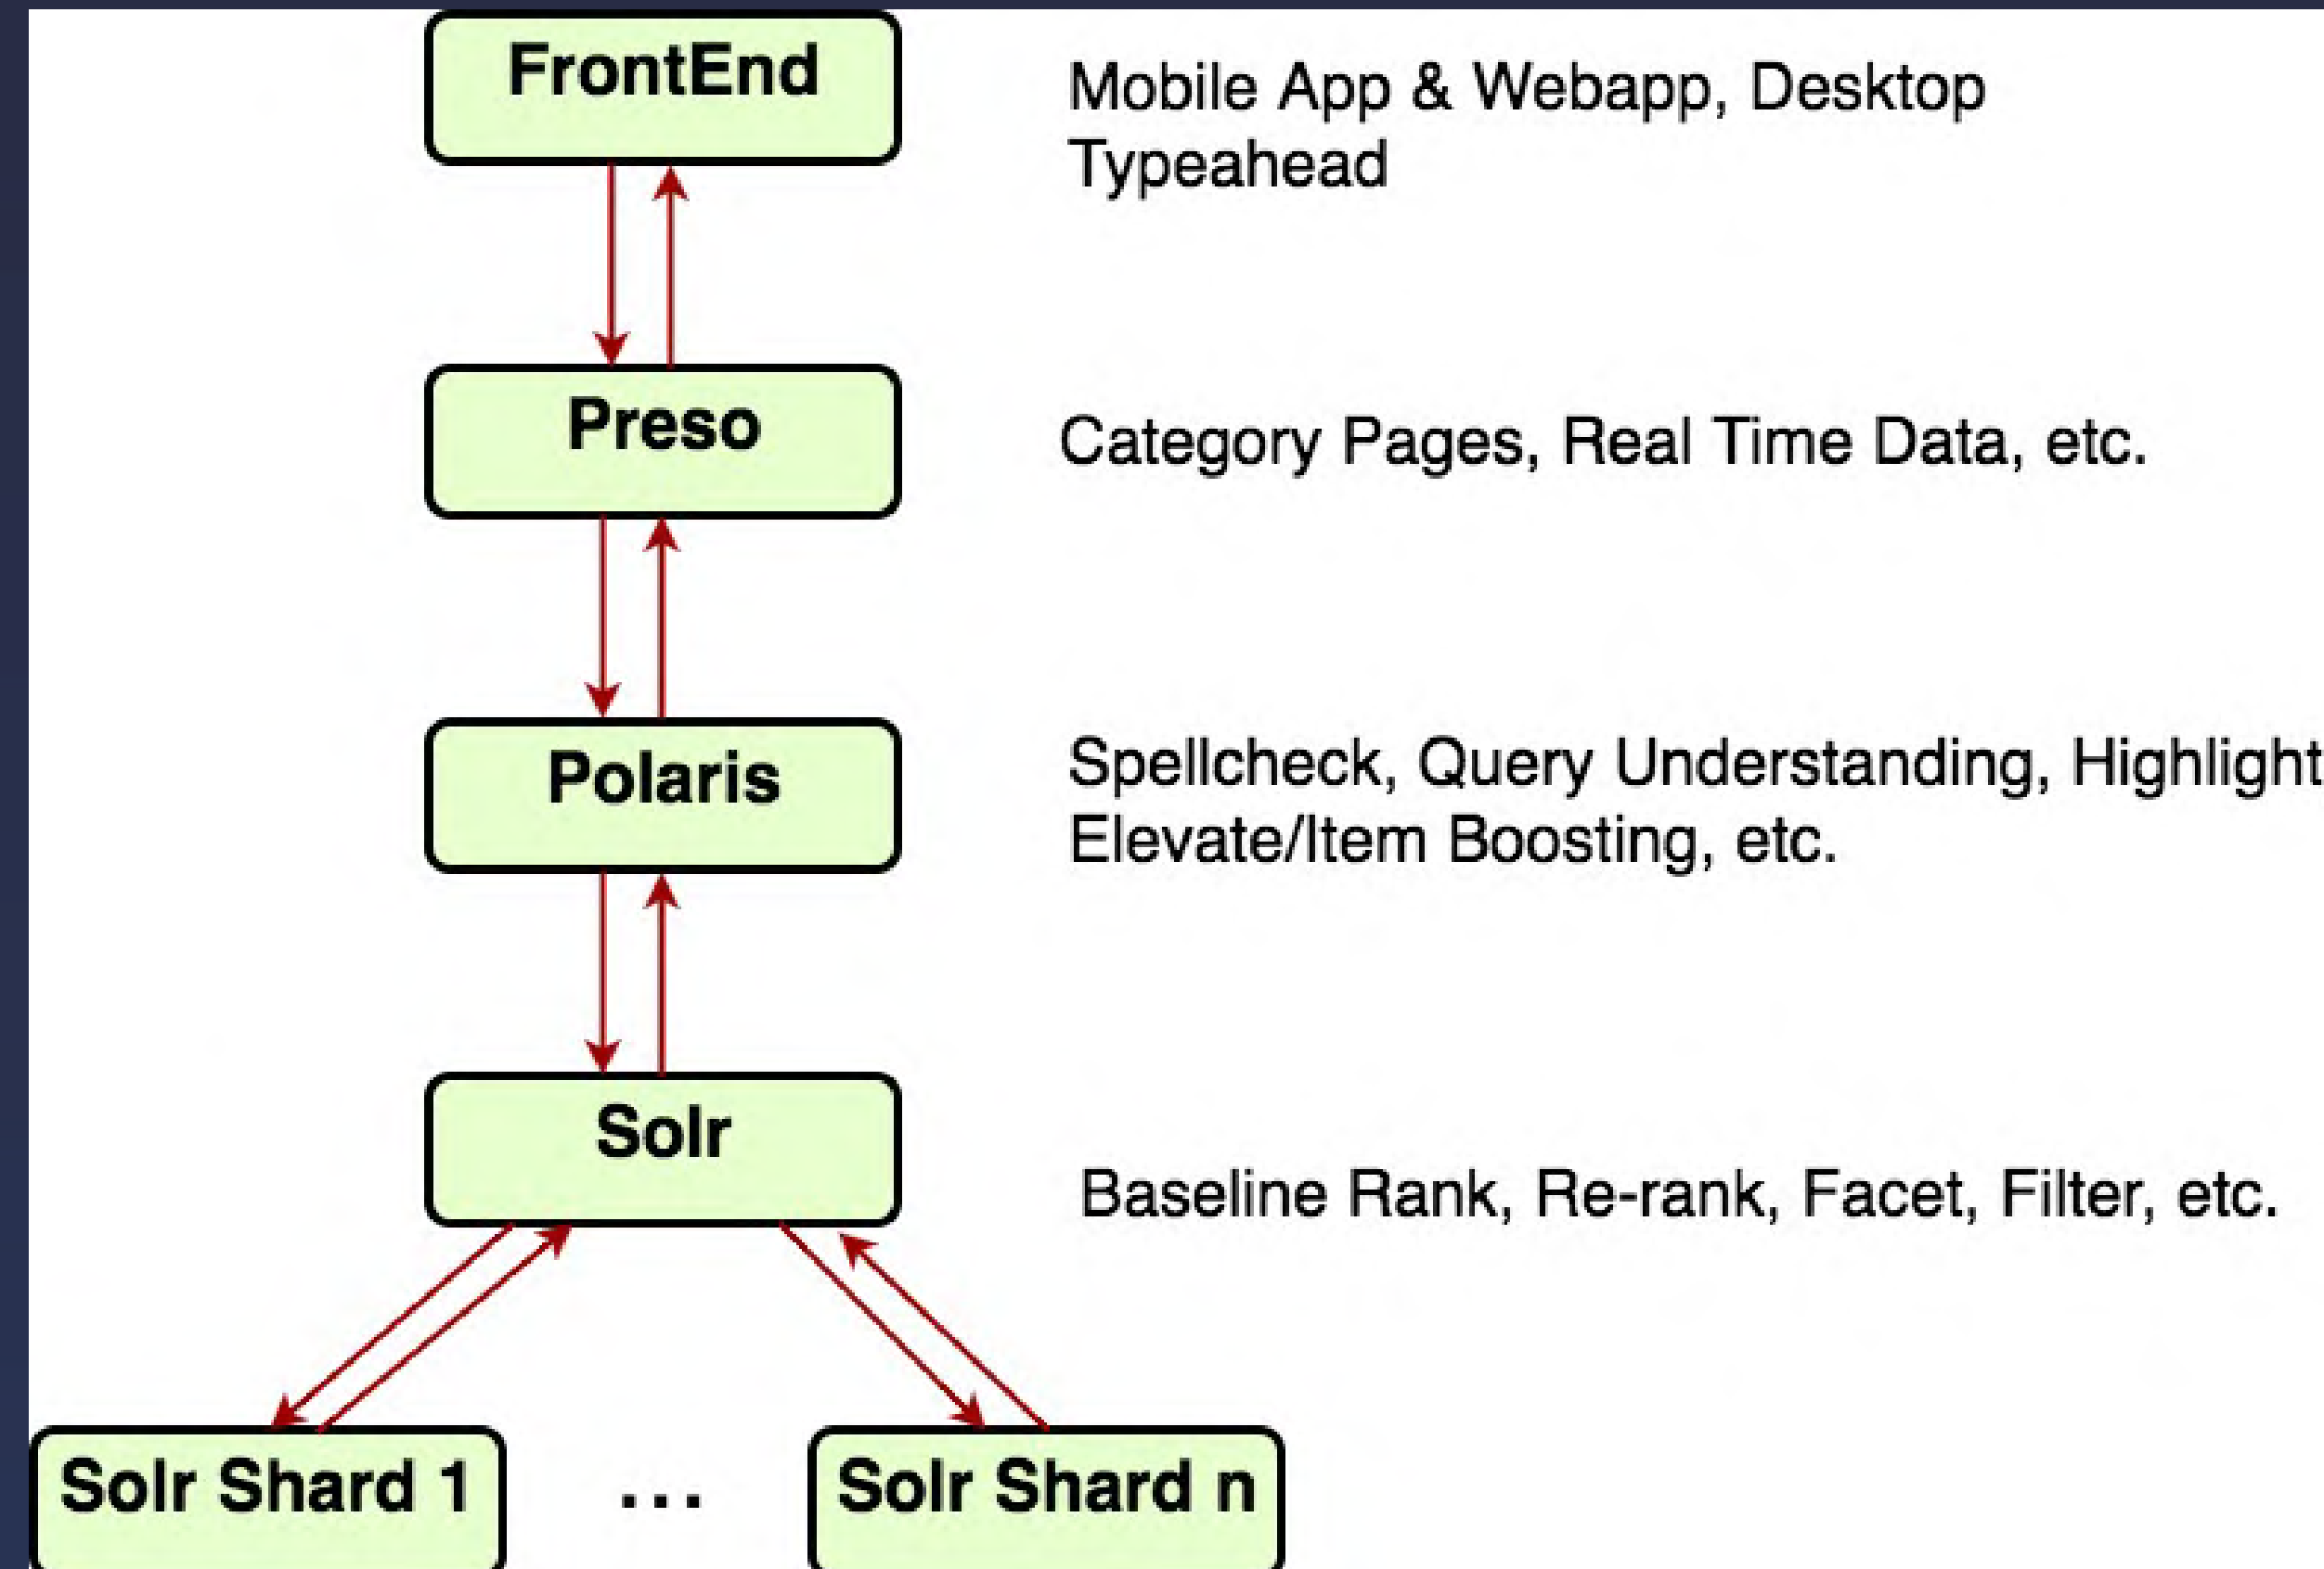 FrontEnd
Mobile App & Webapp, Desktop
Typeahead
Preso
Category Pages, Real Time Data, etc.
Polaris
Spellcheck, Query Understanding, Highlight,
Elevate/Item Boosting, etc.
Solr
Baseline Rank, Re-rank, Facet, Filter, etc.
Solr Shard 1
...
Solr Shard n